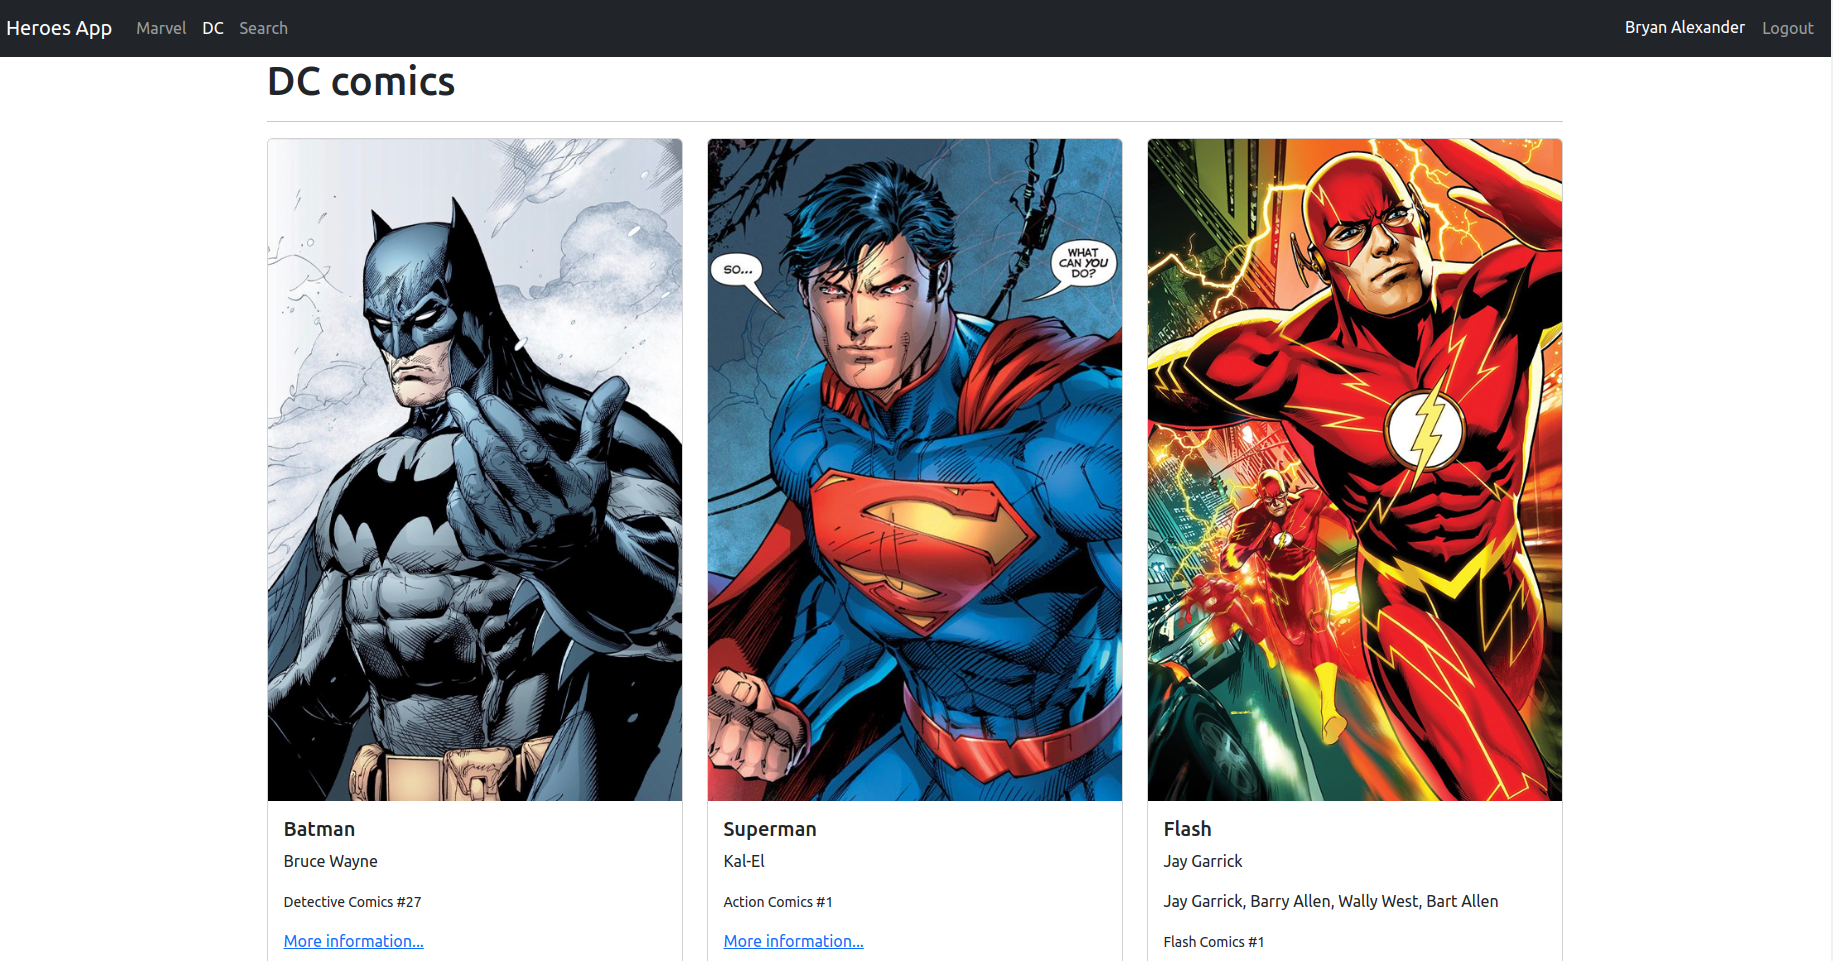 Heroes App Marvel DC Search Bryan Alexander Logout
DC comics
SO...
WHAT
CAN YOU
DO?
Batman
Bruce Wayne
Detective Comics #27
More information...
Superman
Kal-El
Action Comics #1
More information...
Flash
Jay Garrick
Jay Garrick, Barry Allen, Wally West, Bart Allen
Flash Comics #1